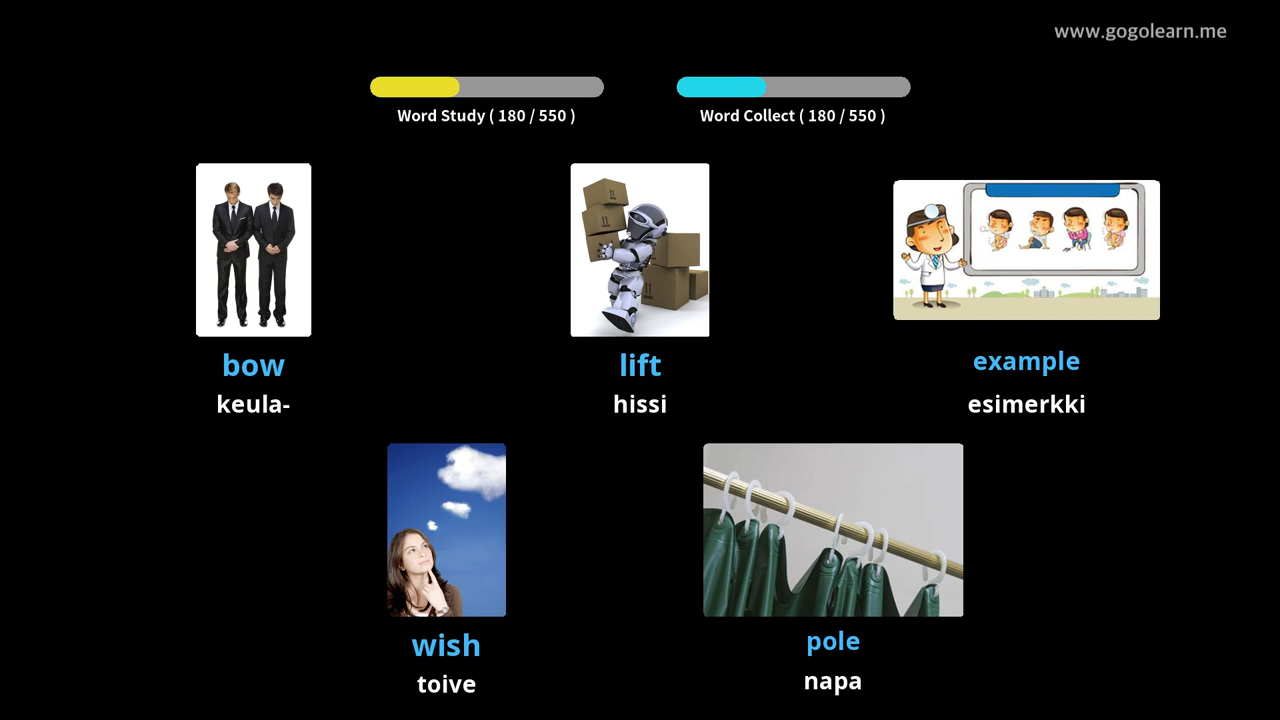 www.gogolearn.me
Word Study ( 180 / 550 )
Word Collect ( 180 / 550 )
bow
keula-
lift
hissi
example
esimerkki
wish
toive
pole
napa